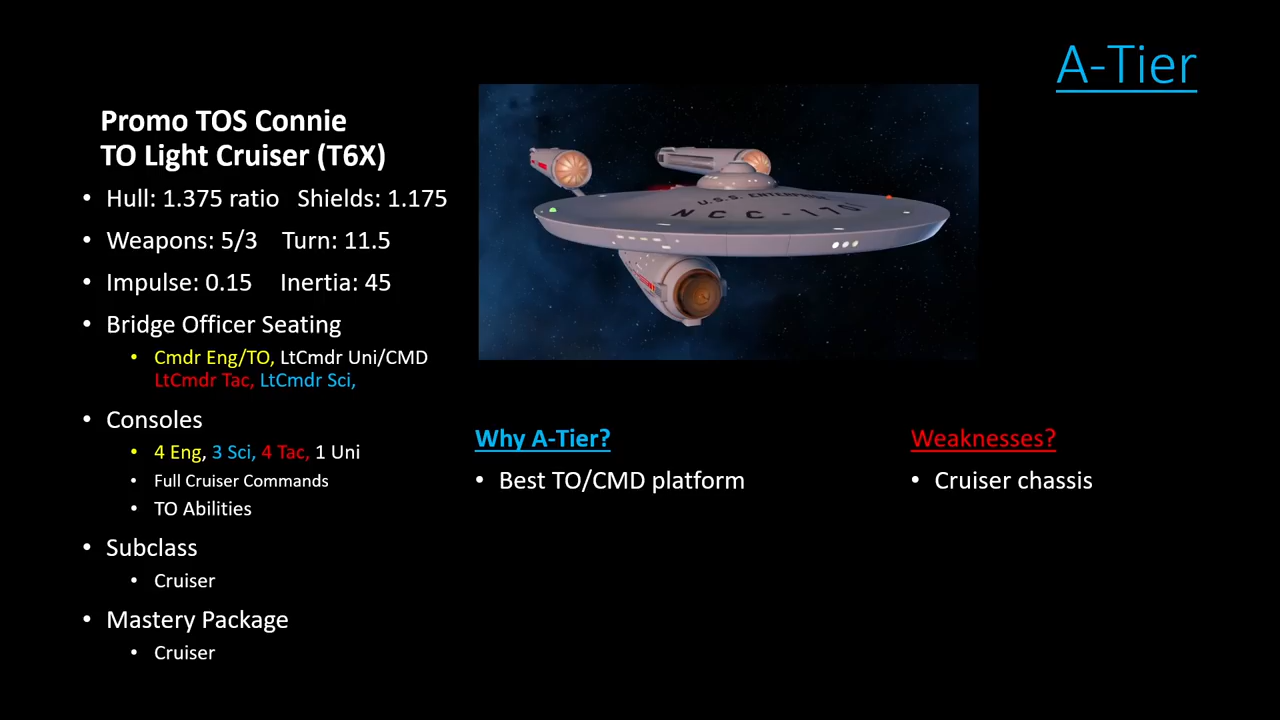 A-Tier
Promo TOS Connie
TO Light Cruiser (T6X)
• Hull: 1.375 ratio Shields: 1.175
• Weapons: 5/3 Turn: 11.5
• Impulse: 0.15 Inertia: 45
• Bridge Officer Seating
• Cmdr Eng/TO, LtCmdr Uni/CMD
LtCmdr Tac, LtCmdr Sci,
• Consoles
• 4 Eng, 3 Sci, 4 Tac, 1 Uni
• Full Cruiser Commands
• TO Abilities
• Subclass
• Cruiser
• Mastery Package
• Cruiser
U.S.S. ENTERPRISE
NCC-1701
Why A-Tier?
• Best TO/CMD platform
Weaknesses?
• Cruiser chassis